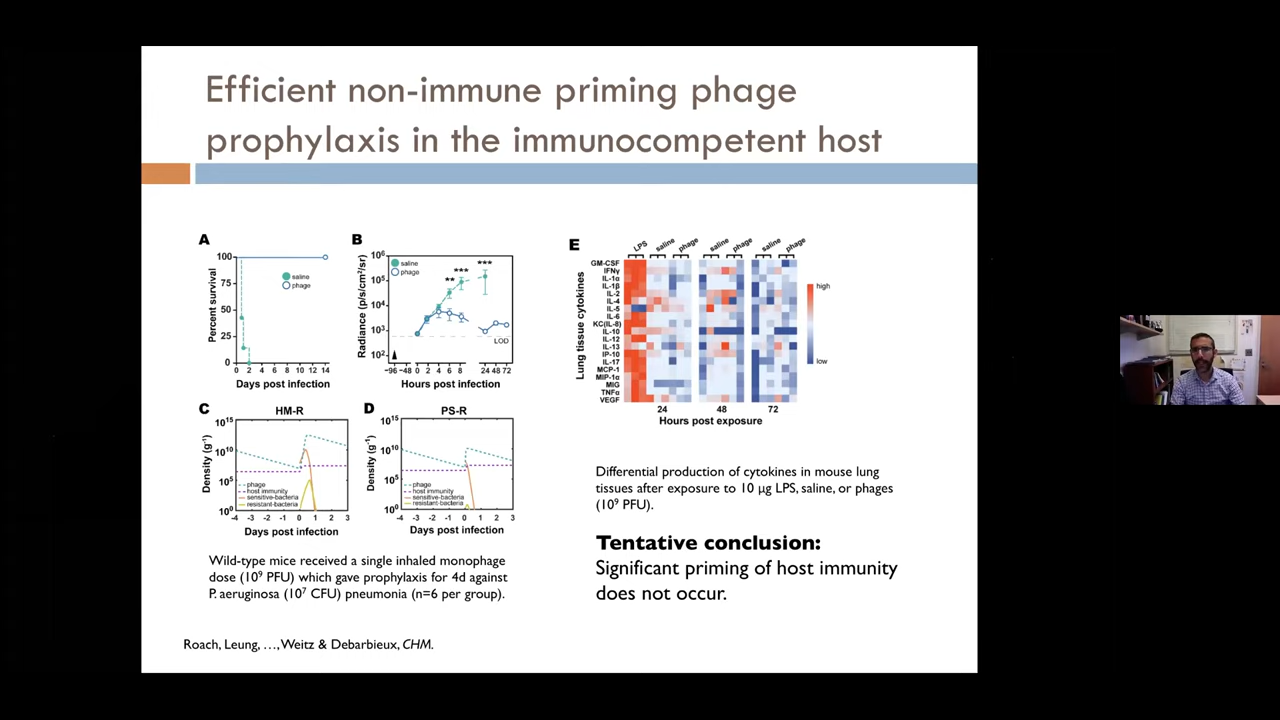 Efficient non-immune priming phage
prophylaxis in the immunocompetent host
A
Percent survival
100
75
50
25
0
saline
phage
0 2 4 6 8 10 12 14
Days post infection
B
Radiance (p/s/cm²/sr)
10⁶
10⁵
10⁴
10³
10²
saline
phage
** *** ***
LOD
−96 −48 0 2 4 6 8 24 48 72
Hours post infection
C
HM-R
Density (g⁻¹)
10¹⁵
10¹⁰
10⁵
10⁰
phage
host immunity
sensitive-bacteria
resistant-bacteria
-4 -3 -2 -1 0 1 2 3
Days post infection
D
PS-R
Density (g⁻¹)
10¹⁵
10¹⁰
10⁵
10⁰
phage
host immunity
sensitive-bacteria
resistant-bacteria
-4 -3 -2 -1 0 1 2 3
Days post infection
Wild-type mice received a single inhaled monophage
dose (10⁹ PFU) which gave prophylaxis for 4d against
P. aeruginosa (10⁷ CFU) pneumonia (n=6 per group).
E
LPS saline phage saline phage saline phage
Lung tissue cytokines
GM-CSF
IFNγ
IL-1α
IL-1β
IL-2
IL-4
IL-5
IL-6
KC(IL-8)
IL-10
IL-12
IL-13
IP-10
IL-17
MCP-1
MIP-1α
MIG
TNFα
VEGF
high
low
24 48 72
Hours post exposure
Differential production of cytokines in mouse lung
tissues after exposure to 10 μg LPS, saline, or phages
(10⁹ PFU).
Tentative conclusion:
Significant priming of host immunity
does not occur.
Roach, Leung, …, Weitz & Debarbieux, CHM.